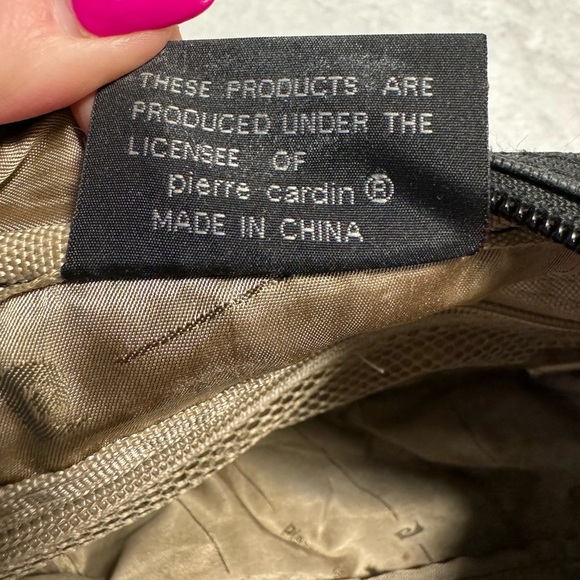 THESE PRODUCTS ARE
PRODUCED UNDER THE
LICENSEE OF
pierre cardin ®
MADE IN CHINA